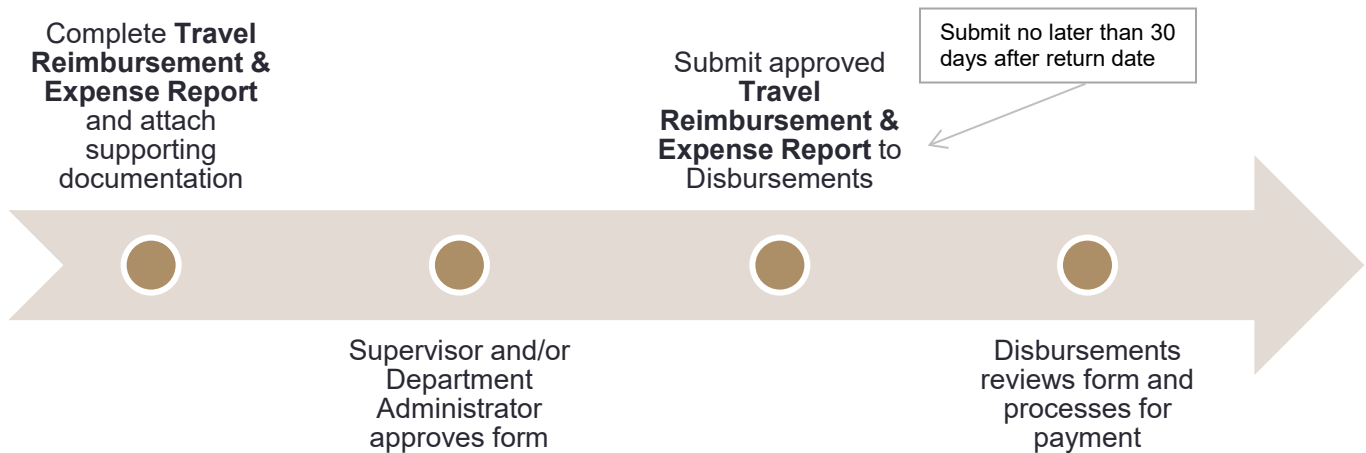 Complete Travel
Reimbursement &
Expense Report
and attach
supporting
documentation
Supervisor and/or
Department
Administrator
approves form
Submit approved
Travel
Reimbursement &
Expense Report to
Disbursements
Submit no later than 30
days after return date
Disbursements
reviews form and
processes for
payment